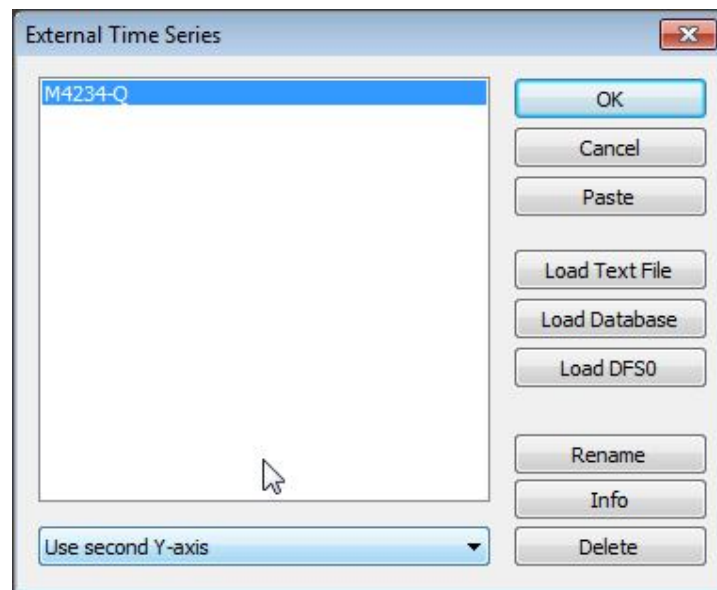 External Time Series
M4234-Q
OK
Cancel
Paste
Load Text File
Load Database
Load DFS0
Rename
Info
Use second Y-axis
Delete